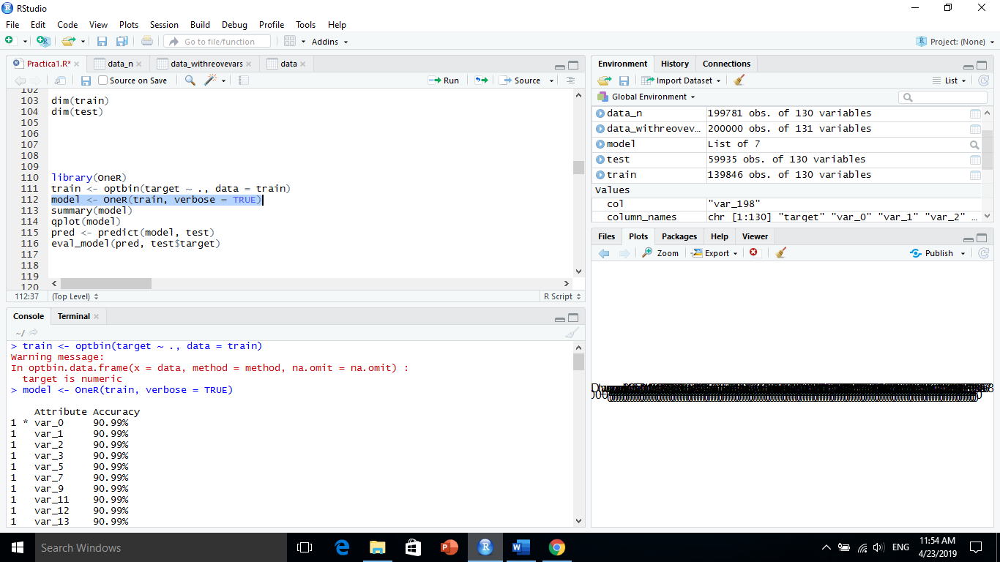 RStudio
File Edit Code View Plots Session Build Debug Profile Tools Help
Go to file/function Addins Project: (None)
Practica1.R* data_n data_withreovevars data
Source on Save Run Source
102
103 dim(train)
104 dim(test)
105
106
107
108
109
110 library(OneR)
111 train <- optbin(target ~ ., data = train)
112 model <- OneR(train, verbose = TRUE)
113 summary(model)
114 qplot(model)
115 pred <- predict(model, test)
116 eval_model(pred, test$target)
117
118
119
120
112:37 (Top Level) R Script
Console Terminal
~/
> train <- optbin(target ~ ., data = train)
Warning message:
In optbin.data.frame(x = data, method = method, na.omit = na.omit) :
target is numeric
> model <- OneR(train, verbose = TRUE)
Attribute Accuracy
1 * var_0 90.99%
1 var_1 90.99%
1 var_2 90.99%
1 var_3 90.99%
1 var_5 90.99%
1 var_7 90.99%
1 var_9 90.99%
1 var_11 90.99%
1 var_12 90.99%
1 var_13 90.99%
Environment History Connections
Import Dataset List
Global Environment
data_n 199781 obs. of 130 variables
data_withreovev... 200000 obs. of 131 variables
model List of 7
test 59935 obs. of 130 variables
train 139846 obs. of 130 variables
Values
col "var_198"
column_names chr [1:130] "target" "var_0" "var_1" "var_2" ...
Files Plots Packages Help Viewer
Zoom Export Publish
Search Windows
ENG
11:54 AM
4/23/2019